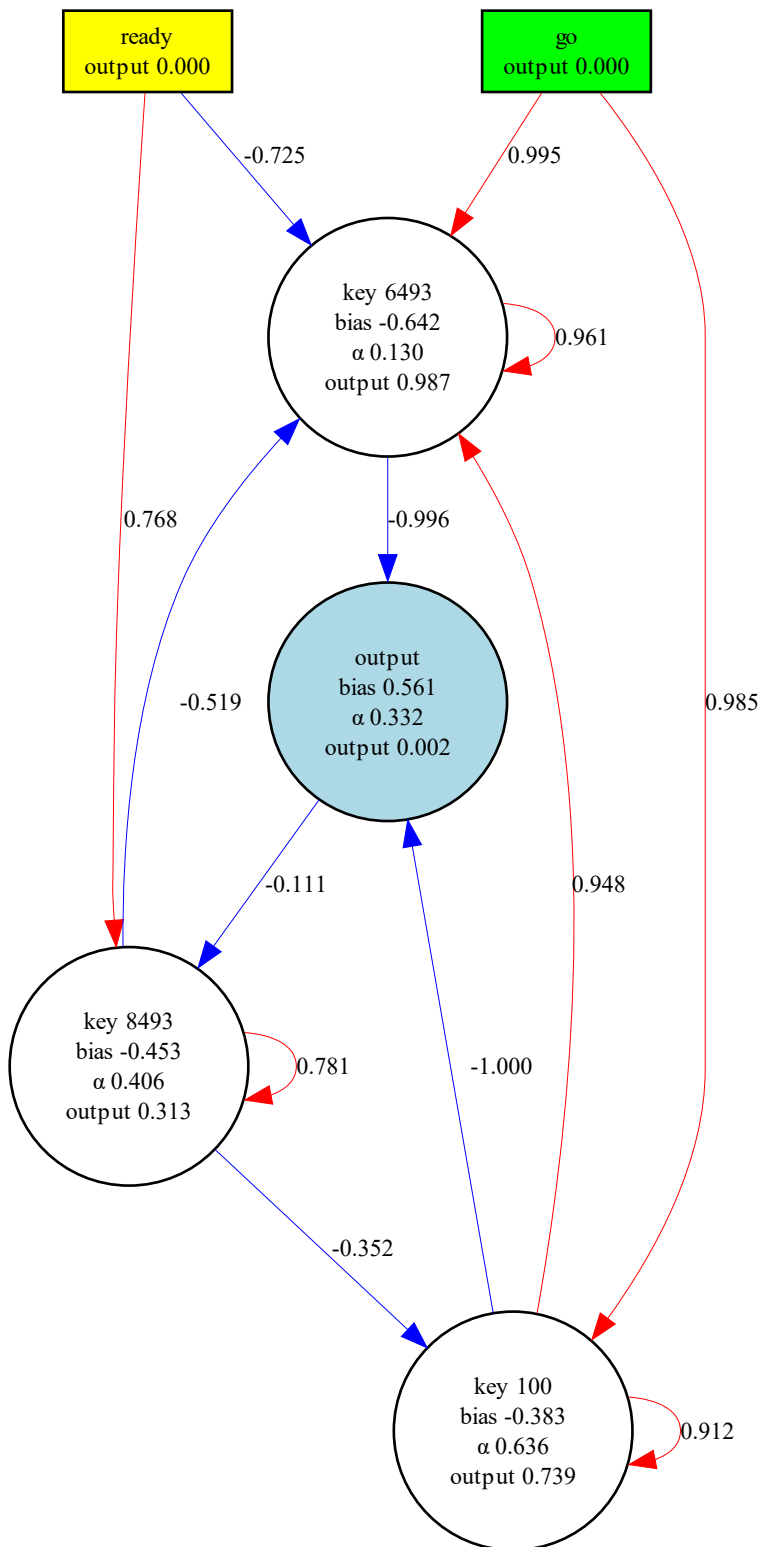 ready
output 0.000
go
output 0.000
-0.725
0.995
key 6493
bias -0.642
α 0.130
output 0.987
0.961
0.768
-0.996
-0.519
output
bias 0.561
α 0.332
output 0.002
0.985
-0.111
0.948
key 8493
bias -0.453
α 0.406
output 0.313
0.781
-1.000
-0.352
key 100
bias -0.383
α 0.636
output 0.739
0.912